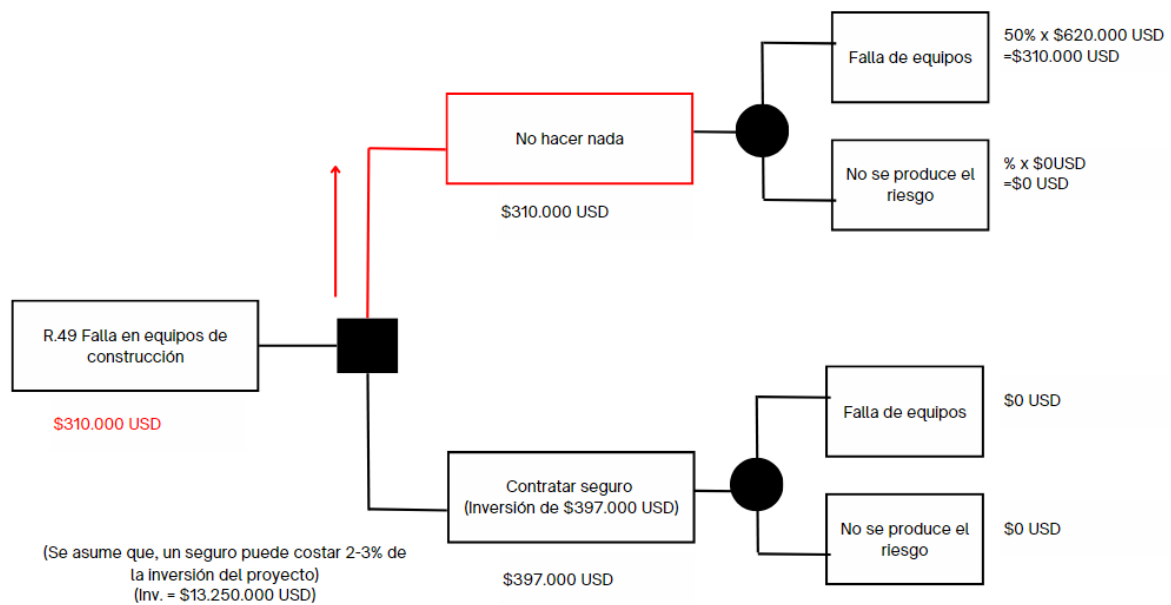 50% x $620.000 USD
=$310.000 USD
Falla de equipos
No hacer nada
% x $0USD
=$0 USD
No se produce el
riesgo
$310.000 USD
R.49 Falla en equipos de
construcción
$310.000 USD
Falla de equipos
$0 USD
Contratar seguro
(Inversión de $397.000 USD)
No se produce el
riesgo
$0 USD
$397.000 USD
(Se asume que, un seguro puede costar 2-3% de
la inversión del proyecto)
(Inv. = $13.250.000 USD)